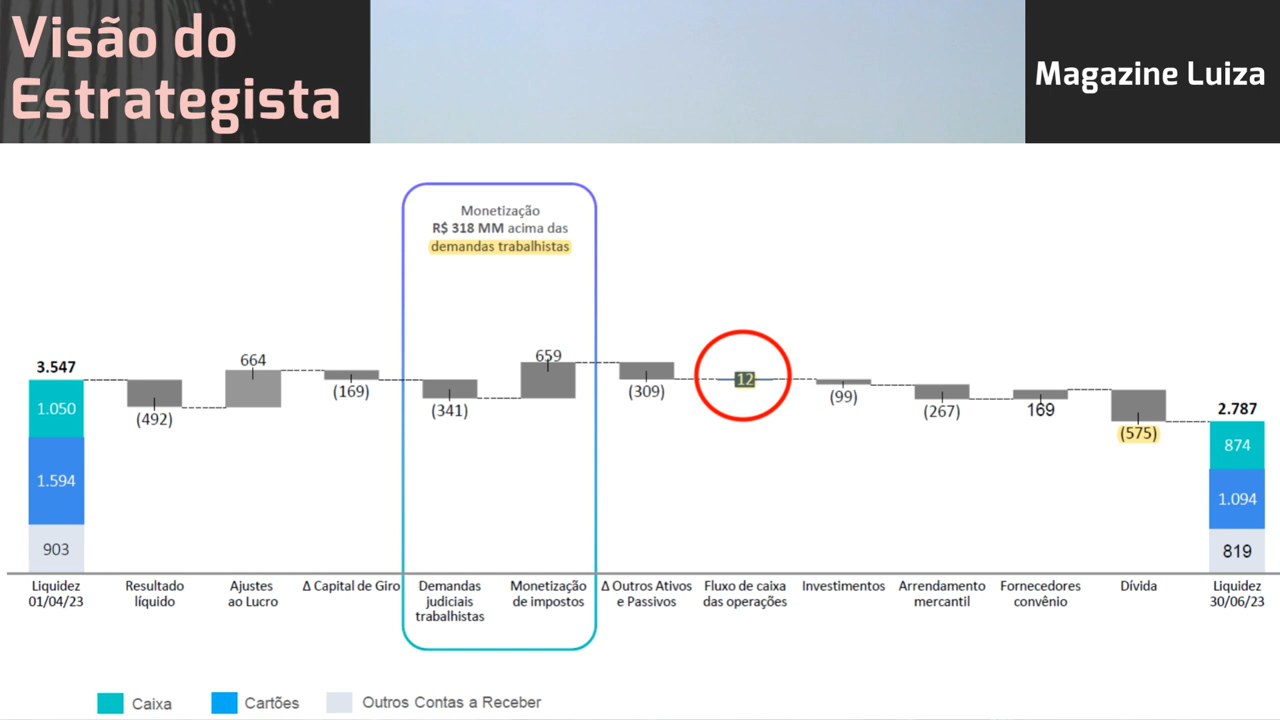 Visão do
Estrategista
Magazine Luiza
Monetização
R$ 318 MM acima das
demandas trabalhistas
3.547
1.050
1.594
903
(492)
664
(169)
(341)
659
(309)
12
(99)
(267)
169
(575)
2.787
874
1.094
819
Liquidez
01/04/23
Resultado
líquido
Ajustes
ao Lucro
Δ Capital de Giro
Demandas
judiciais
trabalhistas
Monetização
de impostos
Δ Outros Ativos
e Passivos
Fluxo de caixa
das operações
Investimentos
Arrendamento
mercantil
Fornecedores
convênio
Dívida
Liquidez
30/06/23
Caixa
Cartões
Outros Contas a Receber